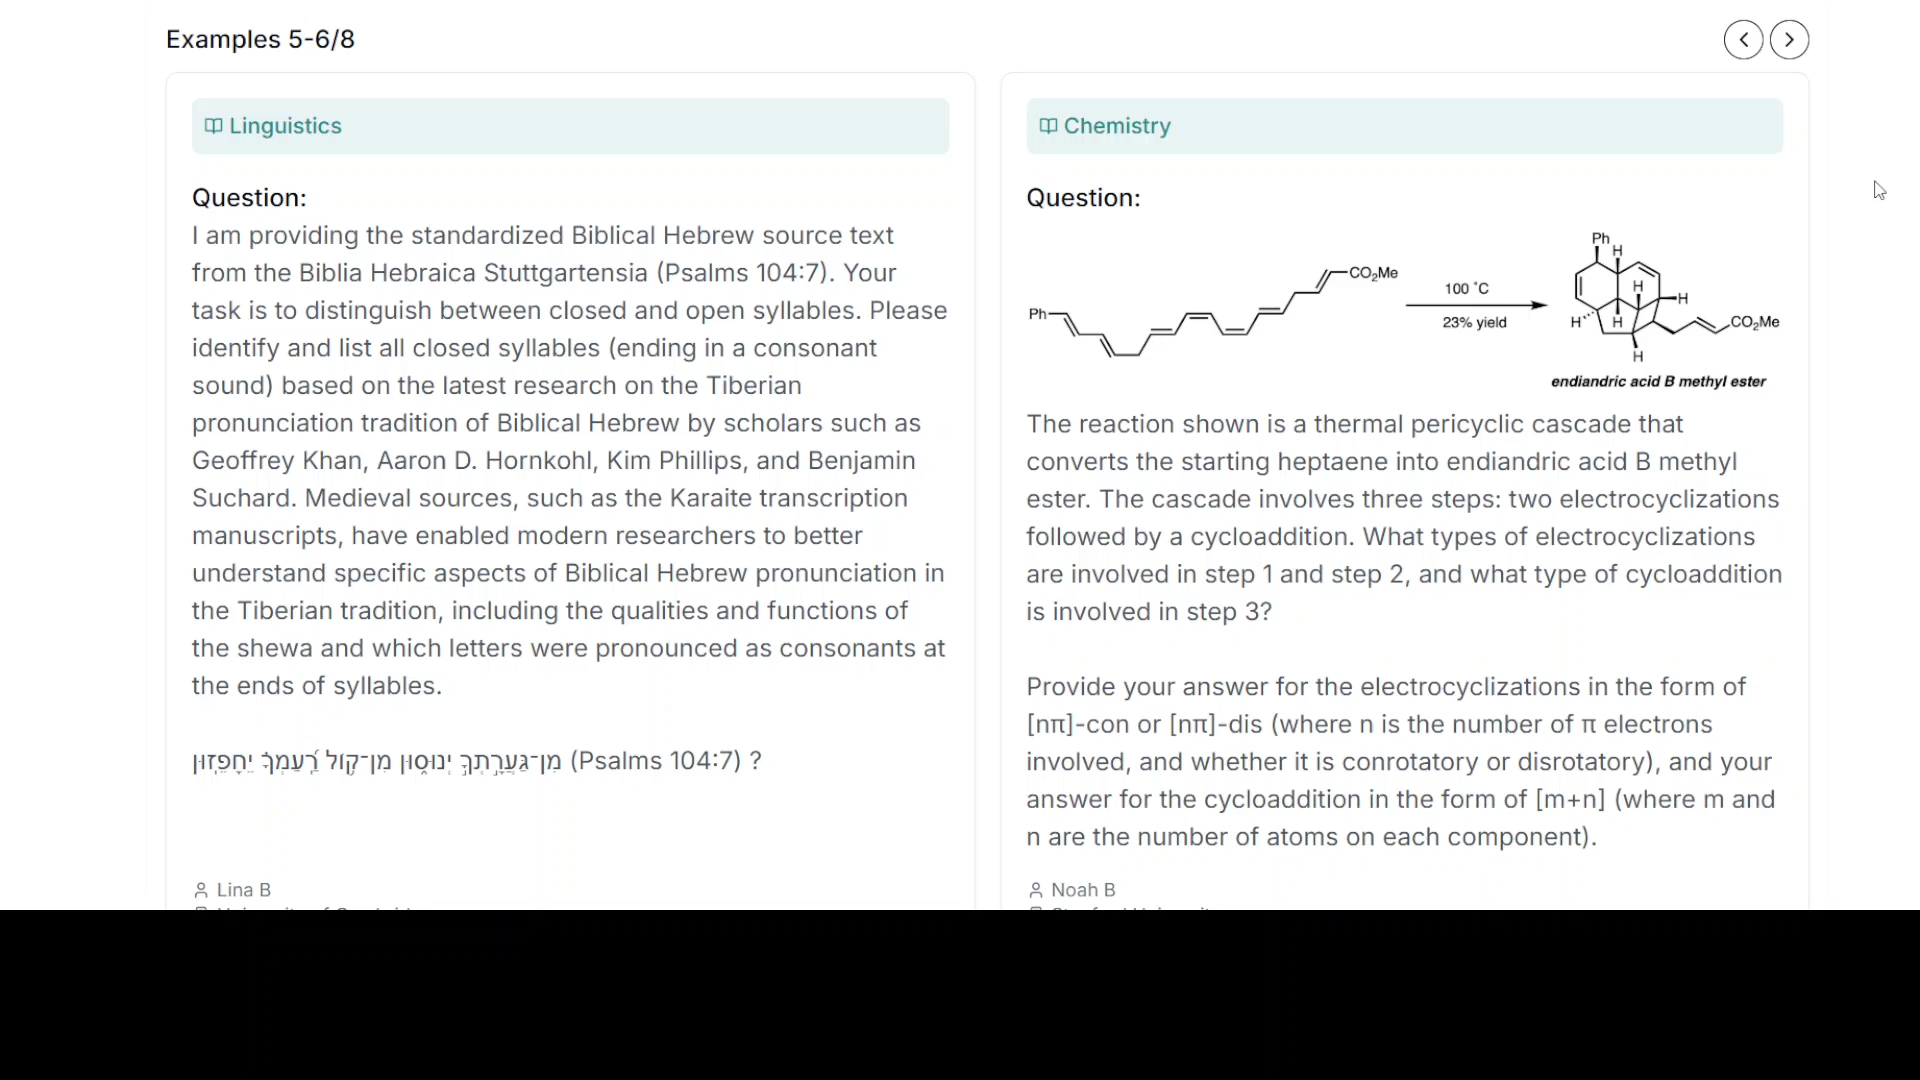 Examples 5-6/8
Linguistics
Question:
I am providing the standardized Biblical Hebrew source text
from the Biblia Hebraica Stuttgartensia (Psalms 104:7). Your
task is to distinguish between closed and open syllables. Please
identify and list all closed syllables (ending in a consonant
sound) based on the latest research on the Tiberian
pronunciation tradition of Biblical Hebrew by scholars such as
Geoffrey Khan, Aaron D. Hornkohl, Kim Phillips, and Benjamin
Suchard. Medieval sources, such as the Karaite transcription
manuscripts, have enabled modern researchers to better
understand specific aspects of Biblical Hebrew pronunciation in
the Tiberian tradition, including the qualities and functions of
the shewa and which letters were pronounced as consonants at
the ends of syllables.
מִן־גַּעֲרָ֣תְךָ֣ יְנוּס֑וּן מִן־ק֥וֹל רַֽ֝עַמְךָ֗ יֵחָפֵזֽוּן (Psalms 104:7) ?
Lina B
Chemistry
Question:
Ph
CO₂Me
100 °C
23% yield
Ph
H
H
H
H
H
H
CO₂Me
endiandric acid B methyl ester
The reaction shown is a thermal pericyclic cascade that
converts the starting heptaene into endiandric acid B methyl
ester. The cascade involves three steps: two electrocyclizations
followed by a cycloaddition. What types of electrocyclizations
are involved in step 1 and step 2, and what type of cycloaddition
is involved in step 3?
Provide your answer for the electrocyclizations in the form of
[nπ]-con or [nπ]-dis (where n is the number of π electrons
involved, and whether it is conrotatory or disrotatory), and your
answer for the cycloaddition in the form of [m+n] (where m and
n are the number of atoms on each component).
Noah B